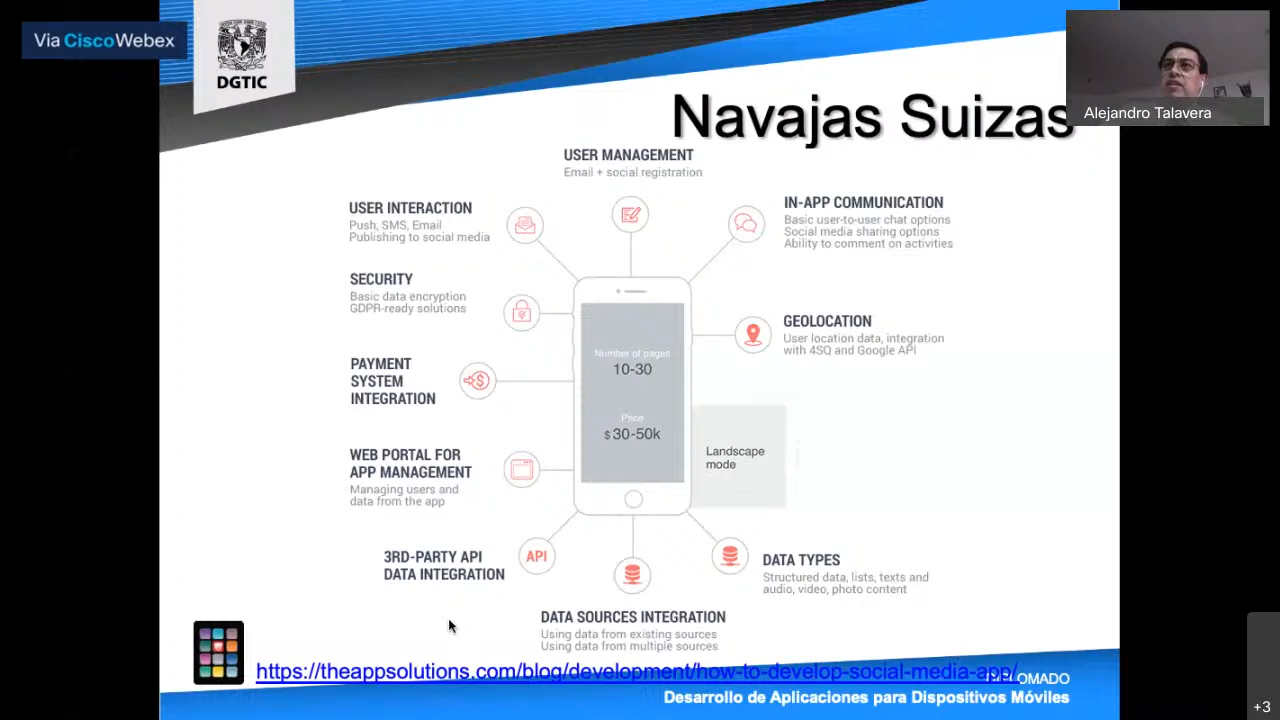 Via CiscoWebex
DGTIC
Alejandro Talavera
Navajas Suizas
USER MANAGEMENT
Email + social registration
USER INTERACTION
Push, SMS, Email
Publishing to social media
IN-APP COMMUNICATION
Basic user-to-user chat options
Social media sharing options
Ability to comment on activities
SECURITY
Basic data encryption
GDPR-ready solutions
GEOLOCATION
User location data, integration
with 4SQ and Google API
PAYMENT
SYSTEM
INTEGRATION
Number of pages
10-30
Price
$ 30-50k
Landscape
mode
WEB PORTAL FOR
APP MANAGEMENT
Managing users and
data from the app
3RD-PARTY API
DATA INTEGRATION
API
DATA TYPES
Structured data, lists, texts and
audio, video, photo content
DATA SOURCES INTEGRATION
Using data from existing sources
Using data from multiple sources
https://theappsolutions.com/blog/development/how-to-develop-social-media-app/
DIPLOMADO
Desarrollo de Aplicaciones para Dispositivos Móviles
+3